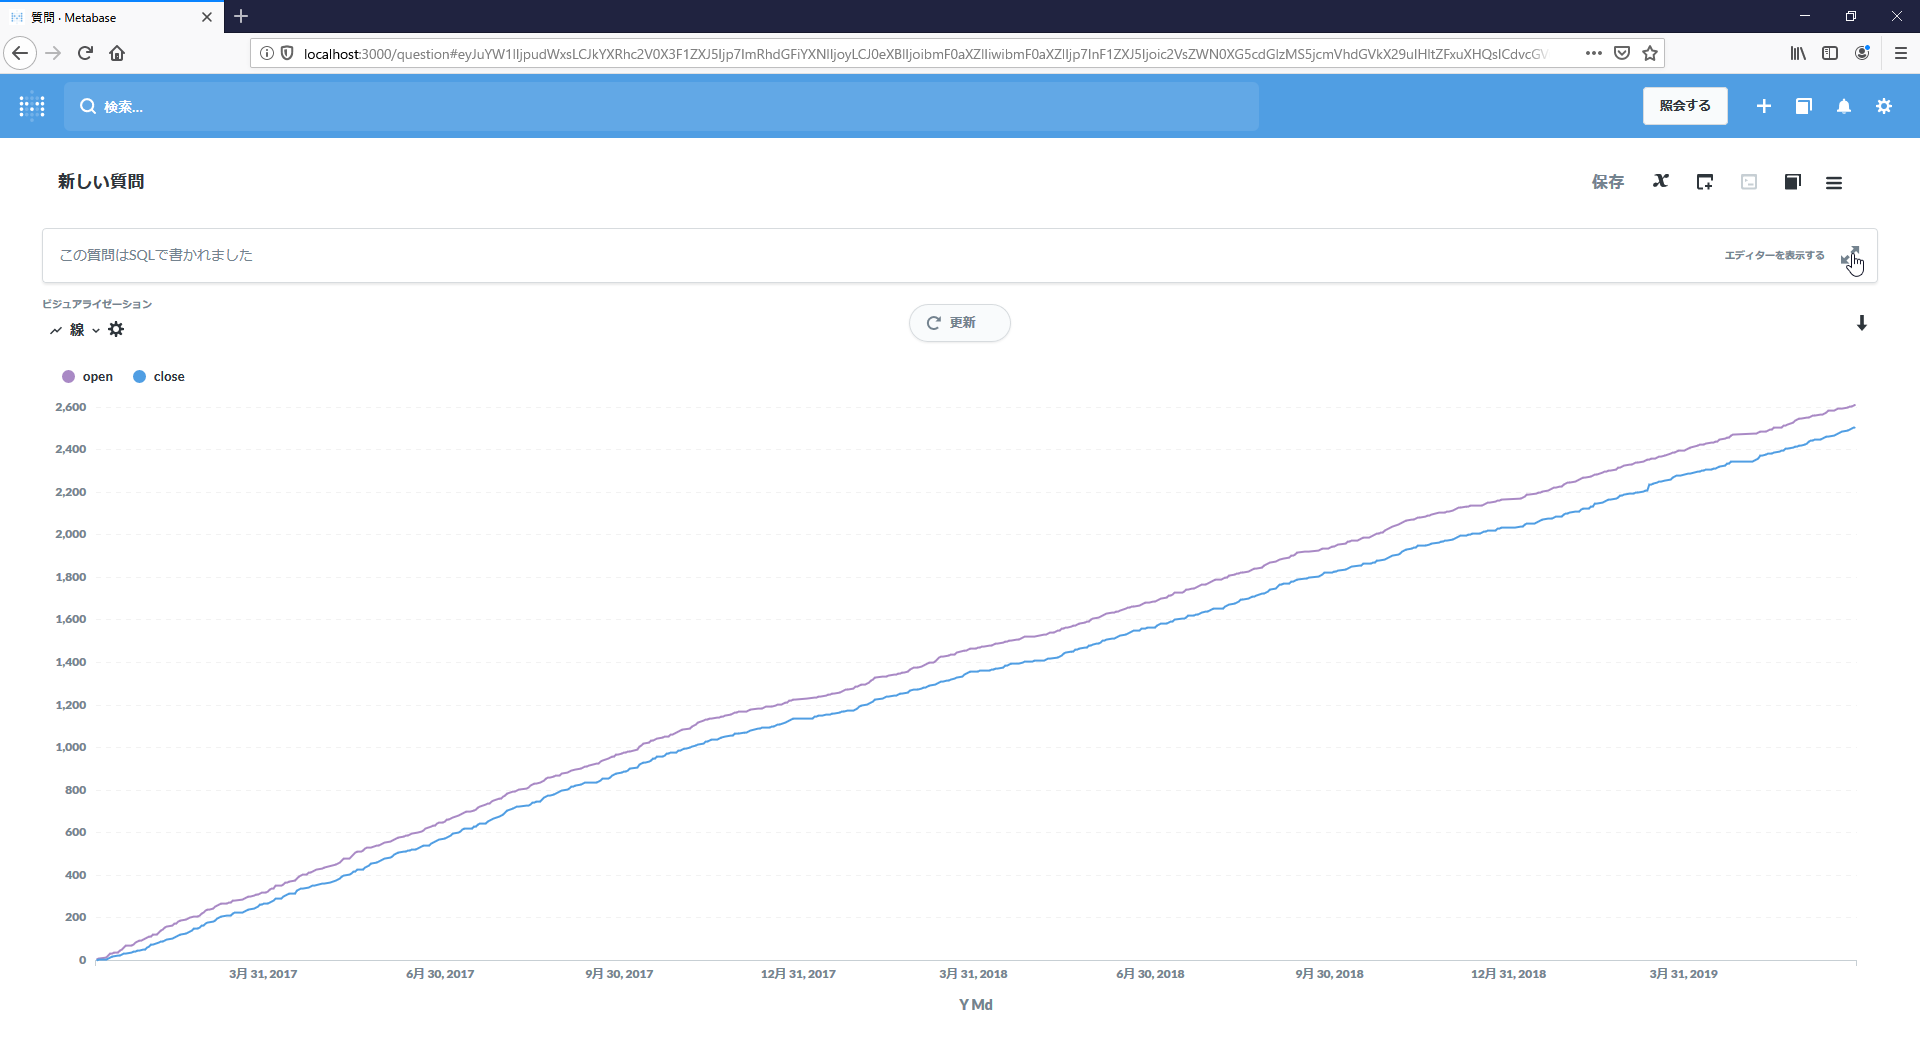 質問 · Metabase
localhost:3000/question#eyJuYW1lIjpudWxsLCJkYXRhc2V0X3F1ZXJ5Ijp7ImRhdGFiYXNlIjoyLCJ0eXBlIjoibmF0aXZlIiwibmF0aXZlIjp7InF1ZXJ5Ijoic2VsZWN0XG5cdGlzMS5jcmVhdGVkX29uIHltZFxuXHQsICdvcGV
検索...
照会する
新しい質問
保存
この質問はSQLで書かれました
エディターを表示する
ビジュアライゼーション
線
更新
open close
2,600
2,400
2,200
2,000
1,800
1,600
1,400
1,200
1,000
800
600
400
200
0
3月 31, 2017 6月 30, 2017 9月 30, 2017 12月 31, 2017 3月 31, 2018 6月 30, 2018 9月 30, 2018 12月 31, 2018 3月 31, 2019
Y Md